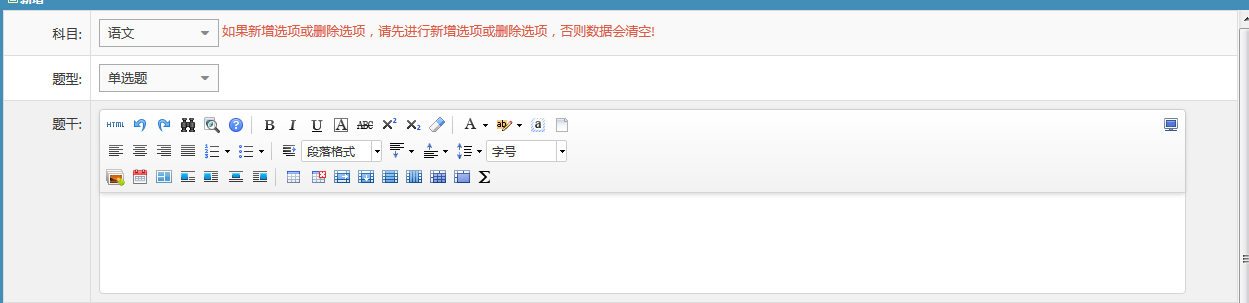 新增
科目: 语文 如果新增选项或删除选项，请先进行新增选项或删除选项，否则数据会清空!
题型: 单选题
题干:
HTML B I U A ABC X² X₂ A ab a
段落格式 字号
Σ